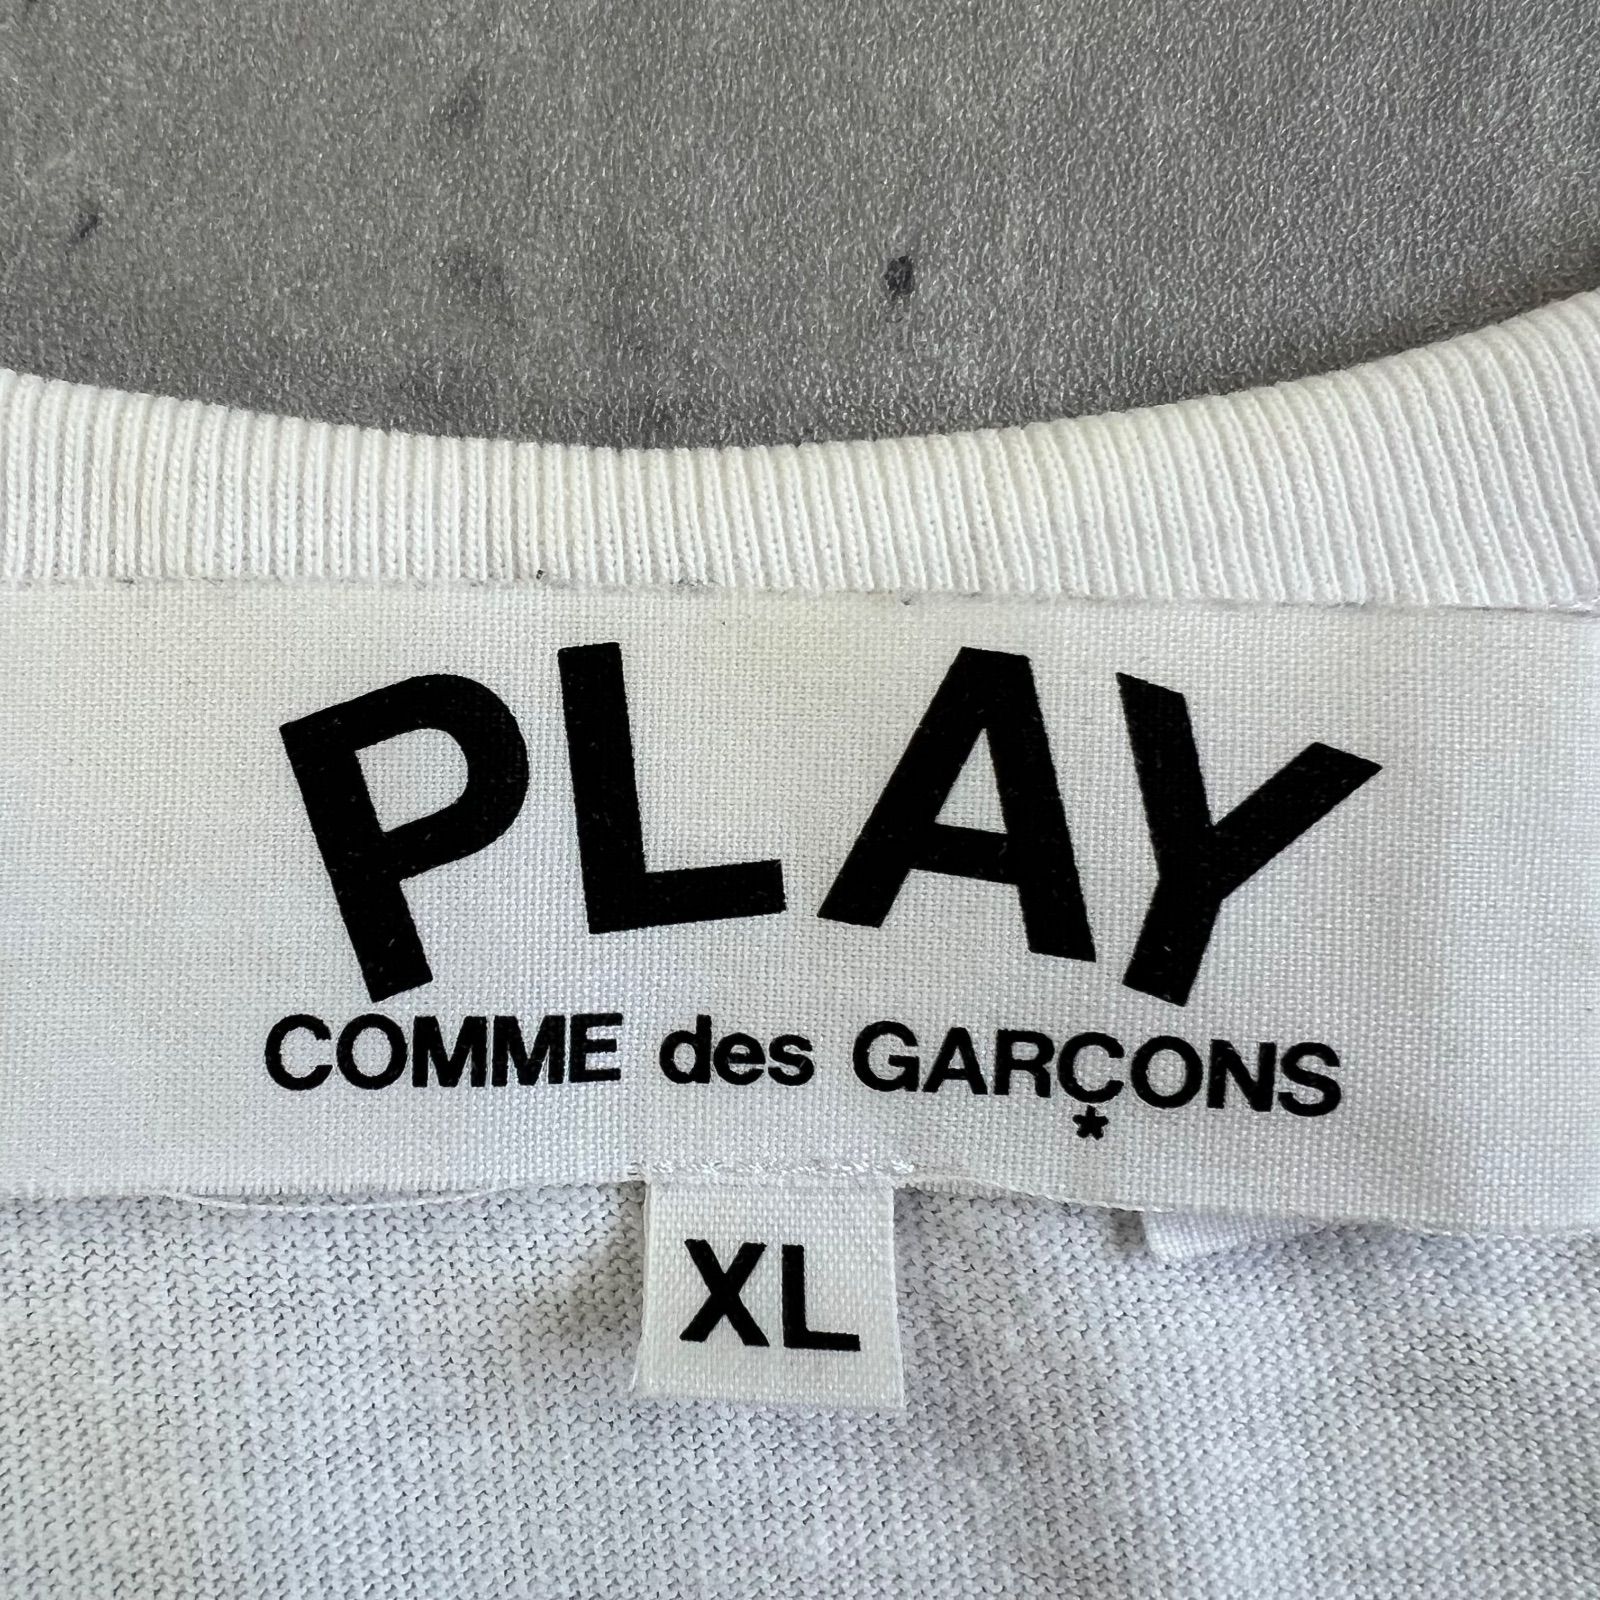 PLAY
COMME des GARÇONS
*
XL